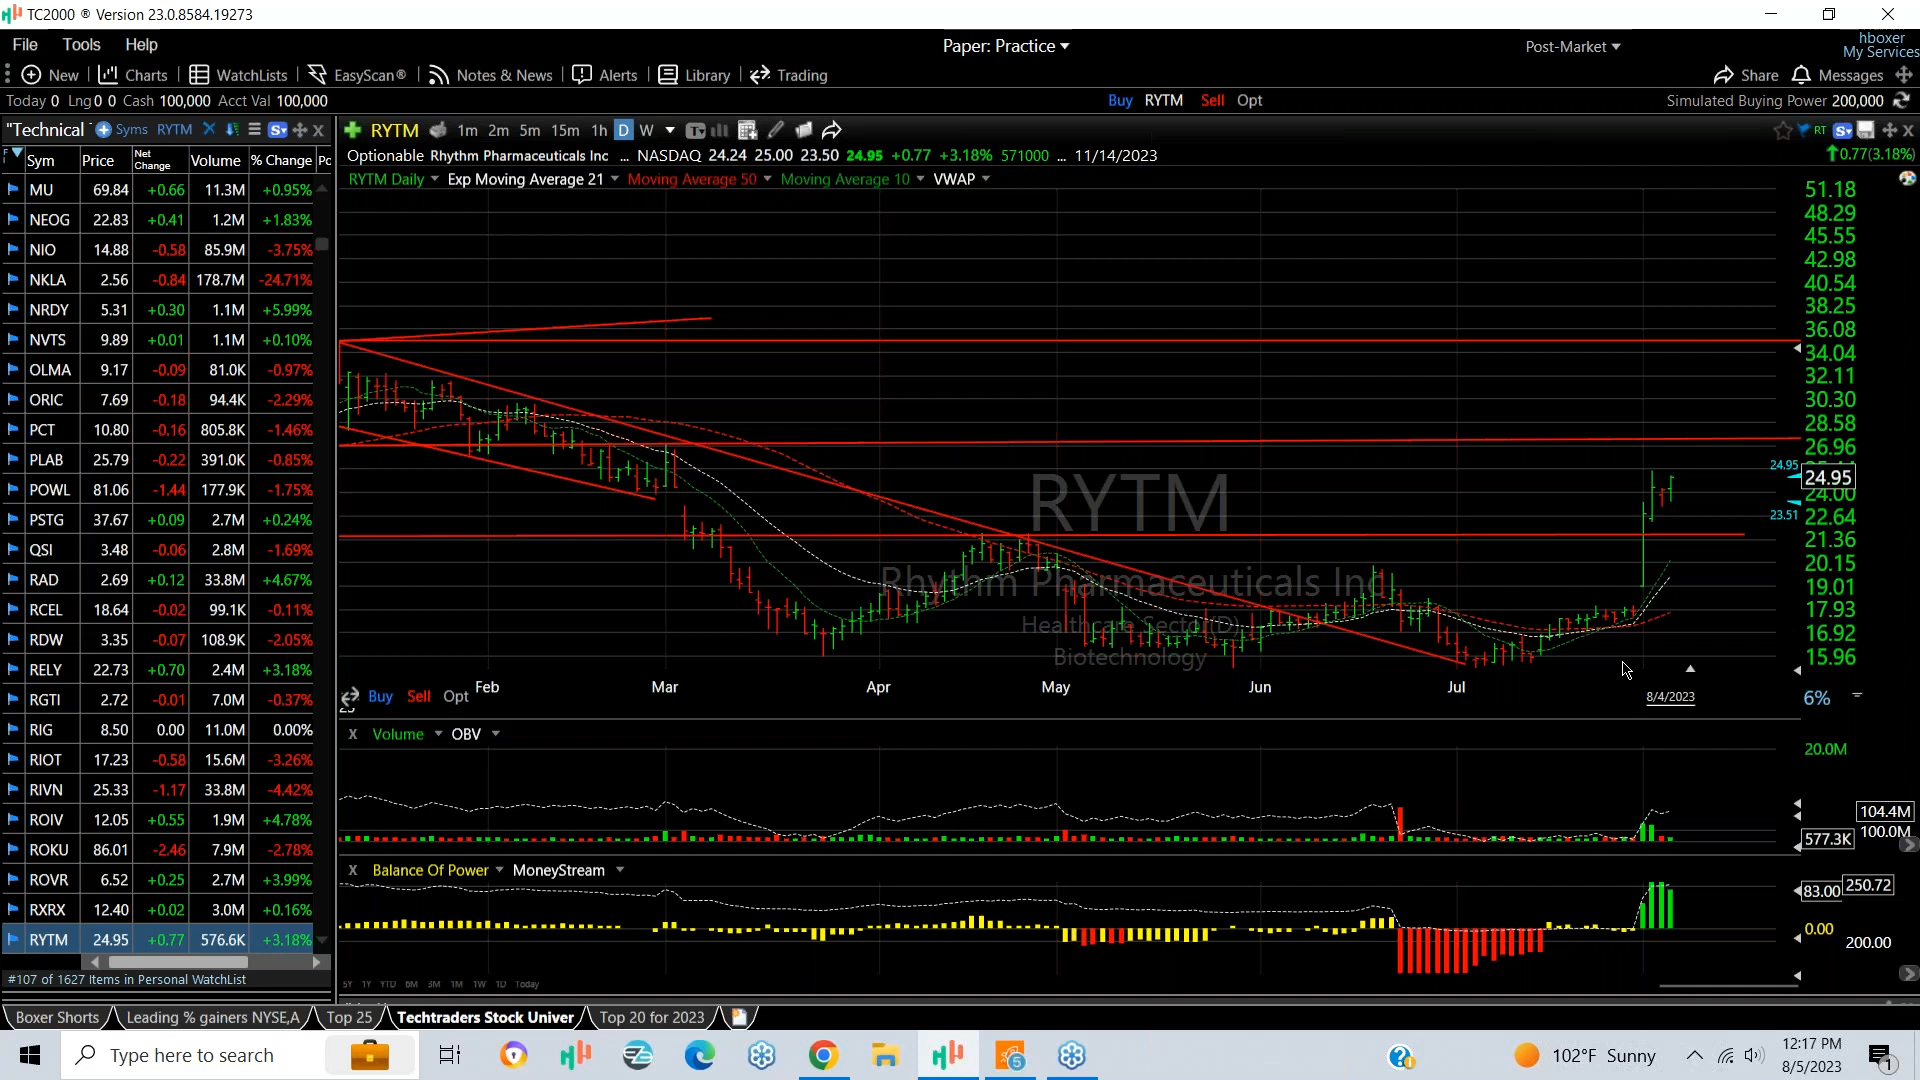 TC2000 ® Version 23.0.8584.19273
File Tools Help
Paper: Practice
Post-Market
hboxer
My Services
New Charts WatchLists EasyScan® Notes & News Alerts Library Trading
Share Messages
Today 0 Lng 0 0 Cash 100,000 Acct Val 100,000
Buy RYTM Sell Opt
Simulated Buying Power 200,000
"Technical Syms RYTM
RYTM 1m 2m 5m 15m 1h D W
RT
Sym Price Net Change Volume % Change Po
Optionable Rhythm Pharmaceuticals Inc ... NASDAQ 24.24 25.00 23.50 24.95 +0.77 +3.18% 571000 ... 11/14/2023
0.77(3.18%)
RYTM Daily Exp Moving Average 21 Moving Average 50 Moving Average 10 VWAP
MU 69.84 +0.66 11.3M +0.95%
NEOG 22.83 +0.41 1.2M +1.83%
NIO 14.88 -0.58 85.9M -3.75%
NKLA 2.56 -0.84 178.7M -24.71%
NRDY 5.31 +0.30 1.1M +5.99%
NVTS 9.89 +0.01 1.1M +0.10%
OLMA 9.17 -0.09 81.0K -0.97%
ORIC 7.69 -0.18 94.4K -2.29%
PCT 10.80 -0.16 805.8K -1.46%
PLAB 25.79 -0.22 391.0K -0.85%
POWL 81.06 -1.44 177.9K -1.75%
PSTG 37.67 +0.09 2.7M +0.24%
QSI 3.48 -0.06 2.8M -1.69%
RAD 2.69 +0.12 33.8M +4.67%
RCEL 18.64 -0.02 99.1K -0.11%
RDW 3.35 -0.07 108.9K -2.05%
RELY 22.73 +0.70 2.4M +3.18%
RGTI 2.72 -0.01 7.0M -0.37%
RIG 8.50 0.00 11.0M 0.00%
RIOT 17.23 -0.58 15.6M -3.26%
RIVN 25.33 -1.17 33.8M -4.42%
ROIV 12.05 +0.55 1.9M +4.78%
ROKU 86.01 -2.46 7.9M -2.78%
ROVR 6.52 +0.25 2.7M +3.99%
RXRX 12.40 +0.02 3.0M +0.16%
RYTM 24.95 +0.77 576.6K +3.18%
#107 of 1627 Items in Personal WatchList
51.18
48.29
45.55
42.98
40.54
38.25
36.08
34.04
32.11
30.30
28.58
26.96
24.95
24.95
24.00
23.51
22.64
21.36
20.15
19.01
17.93
16.92
15.96
RYTM
Rhythm Pharmaceuticals Inc
Healthcare Sector(D)
Biotechnology
Feb Mar Apr May Jun Jul
Buy Sell Opt
8/4/2023
6%
Volume OBV
20.0M
104.4M
100.0M
577.3K
Balance Of Power MoneyStream
83.00
250.72
0.00
200.00
5Y 1Y YTD 6M 3M 1M 1W 1D Today
Boxer Shorts Leading % gainers NYSE,A Top 25 Techtraders Stock Univer Top 20 for 2023
Type here to search
5
102°F Sunny
12:17 PM
8/5/2023
1